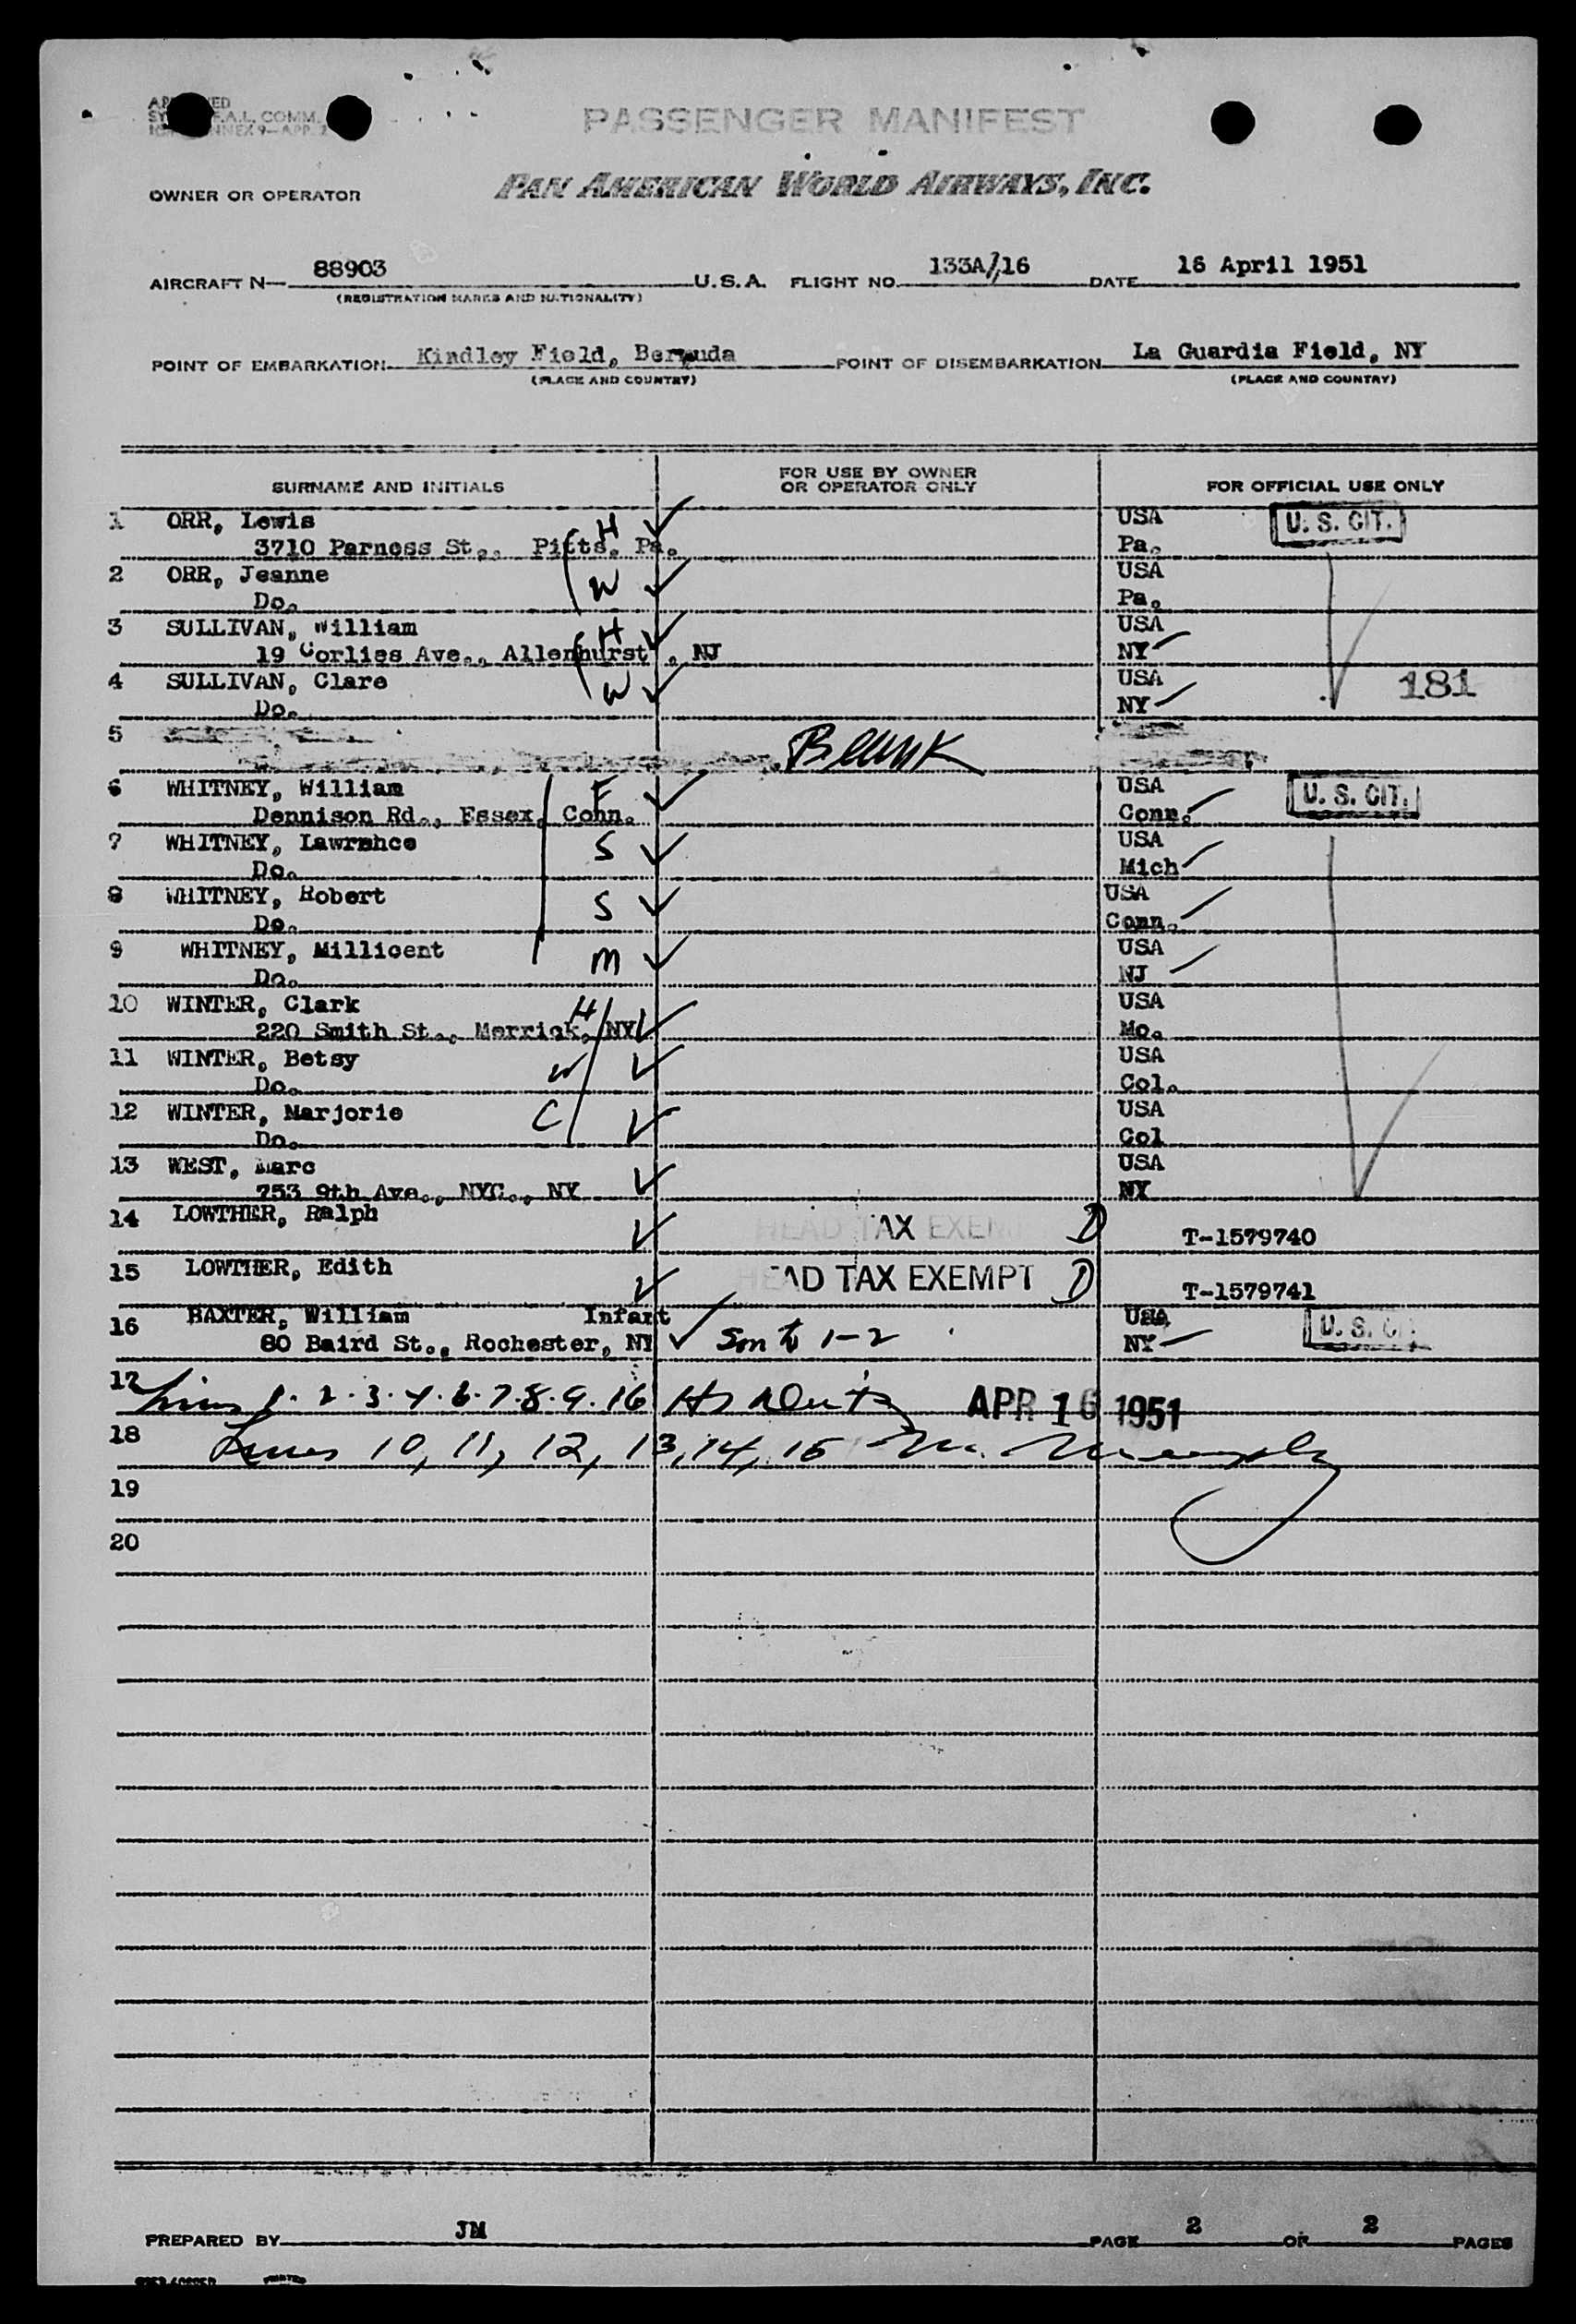 PASSENGER MANIFEST
OWNER OR OPERATOR PAN AMERICAN WORLD AIRWAYS, INC.
AIRCRAFT N— 88903 U.S.A. FLIGHT NO. 133A/16 DATE 16 April 1951
(REGISTRATION MARKS AND NATIONALITY)
POINT OF EMBARKATION Kindley Field, Bermuda POINT OF DISEMBARKATION La Guardia Field, NY
(PLACE AND COUNTRY) (PLACE AND COUNTRY)
SURNAME AND INITIALS FOR USE BY OWNER OR OPERATOR ONLY FOR OFFICIAL USE ONLY
1 ORR, Lewis H USA U. S. CIT.
3710 Parness St., Pitts, Pa. Pa.
2 ORR, Jeanne W USA
Do. Pa.
3 SULLIVAN, William H USA
19 Corlies Ave., Allenhurst, NJ NY
4 SULLIVAN, Clare W USA 181
Do. NY
5 Blank
6 WHITNEY, William F USA U. S. CIT.
Dennison Rd., Essex, Conn. Conn.
7 WHITNEY, Lawrence S USA
Do. Mich
8 WHITNEY, Robert S USA
Do. Conn.
9 WHITNEY, Millicent M USA
Do. NJ
10 WINTER, Clark H USA
220 Smith St., Merrick, NY Mo.
11 WINTER, Betsy W USA
Do. Col.
12 WINTER, Marjorie C USA
Do. Col
13 WEST, Marc USA
753 9th Ave., NYC., NY NY
14 LOWTHER, Ralph HEAD TAX EXEM D T-1579740
15 LOWTHER, Edith HEAD TAX EXEMPT D T-1579741
16 BAXTER, William Infant USA U. S. C
80 Baird St., Rochester, NY Son to 1-2 NY
17 Lines 1. 2. 3. 4. 6. 7. 8. 9. 16 APR 16 1951
18 Lines 10, 11, 12, 13, 14, 15
19
20
PREPARED BY JM PAGE 2 OF 2 PAGES